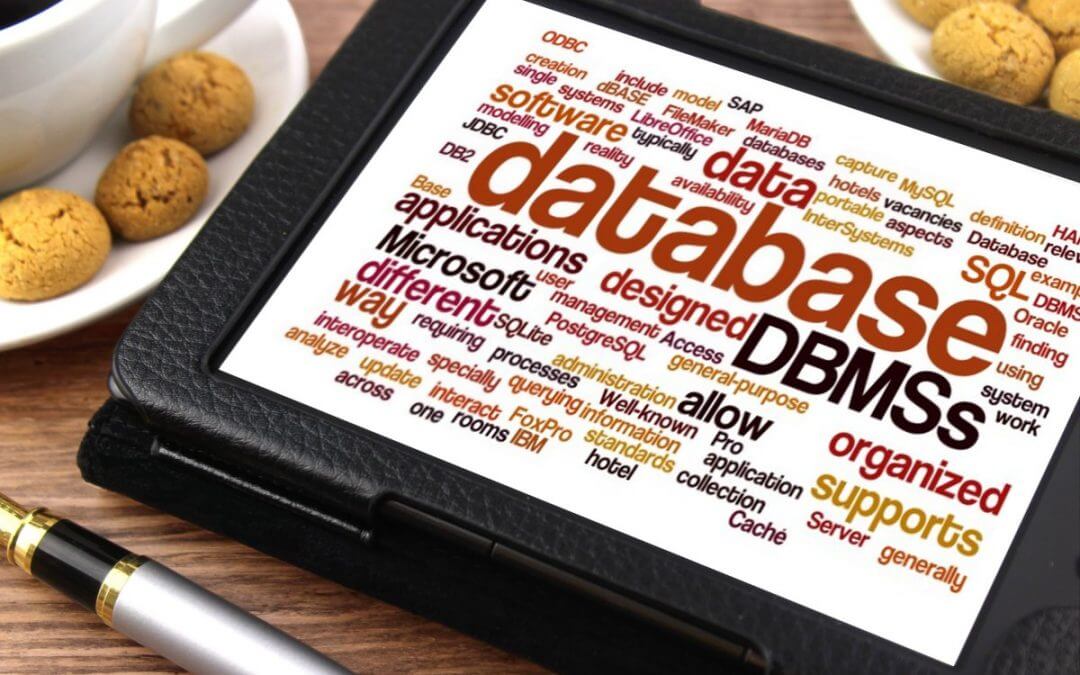 ODBC
creation
include model SAP
single systems dBASE FileMaker MariaDB
software LibreOffice databases
modelling typically data capture MySQL
JDBC reality hotels vacancies definition
DB2 database availability portable aspects Database
Base InterSystems
applications SQL
Microsoft user designed DBMSs Oracle
different management finding
way SQLite PostgreSQL Access using
interoperate requiring general-purpose system
analyze specially processes administration work
update querying Well-known allow
across interact information Pro organized
one FoxPro standards application supports
rooms IBM hotel collection
Server
Caché generally